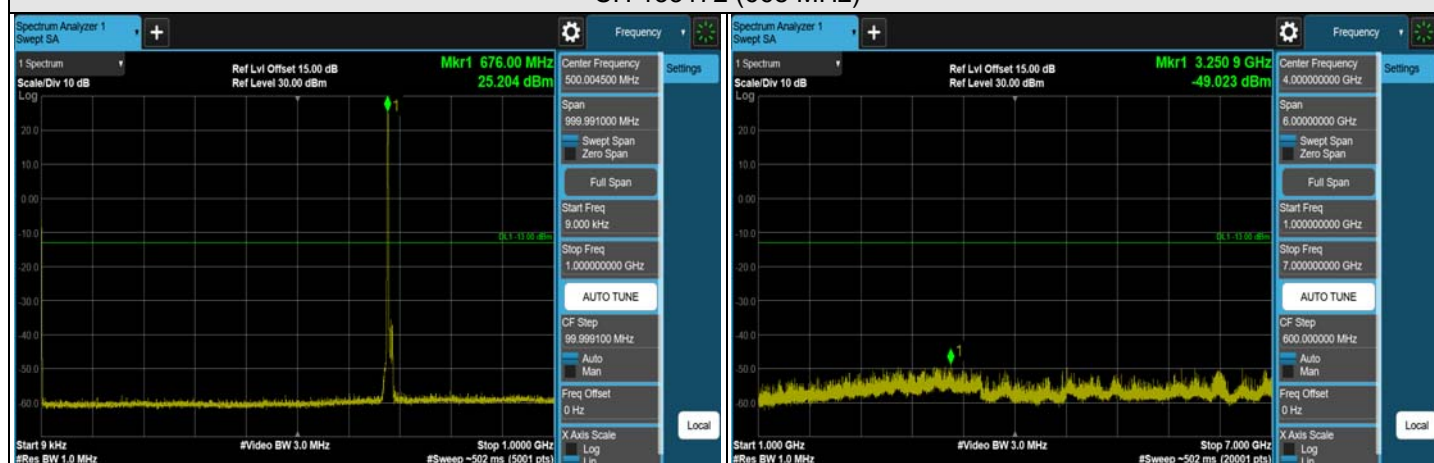 Spectrum Analyzer 1
Swept SA
+
Frequency
1 Spectrum
Scale/Div 10 dB
Log
Ref Lvl Offset 15.00 dB
Ref Level 30.00 dBm
Mkr1 676.00 MHz
25.204 dBm
1
20.0
10.0
0.00
-10.0
-20.0
-30.0
-40.0
-50.0
-60.0
DL1 -13.00 dBm
Start 9 kHz
#Res BW 1.0 MHz
#Video BW 3.0 MHz
Stop 1.0000 GHz
#Sweep ~502 ms (5001 pts)
Center Frequency
500.004500 MHz
Settings
Span
999.991000 MHz
Swept Span
Zero Span
Full Span
Start Freq
9.000 kHz
Stop Freq
1.000000000 GHz
AUTO TUNE
CF Step
99.999100 MHz
Auto
Man
Freq Offset
0 Hz
X Axis Scale
Log
Lin
Local
Spectrum Analyzer 1
Swept SA
+
Frequency
1 Spectrum
Scale/Div 10 dB
Log
Ref Lvl Offset 15.00 dB
Ref Level 30.00 dBm
Mkr1 3.250 9 GHz
-49.023 dBm
1
20.0
10.0
0.00
-10.0
-20.0
-30.0
-40.0
-50.0
-60.0
DL1 -13.00 dBm
Start 1.000 GHz
#Res BW 1.0 MHz
#Video BW 3.0 MHz
Stop 7.000 GHz
#Sweep ~502 ms (20001 pts)
Center Frequency
4.000000000 GHz
Settings
Span
6.00000000 GHz
Swept Span
Zero Span
Full Span
Start Freq
1.000000000 GHz
Stop Freq
7.000000000 GHz
AUTO TUNE
CF Step
600.000000 MHz
Auto
Man
Freq Offset
0 Hz
X Axis Scale
Log
Lin
Local